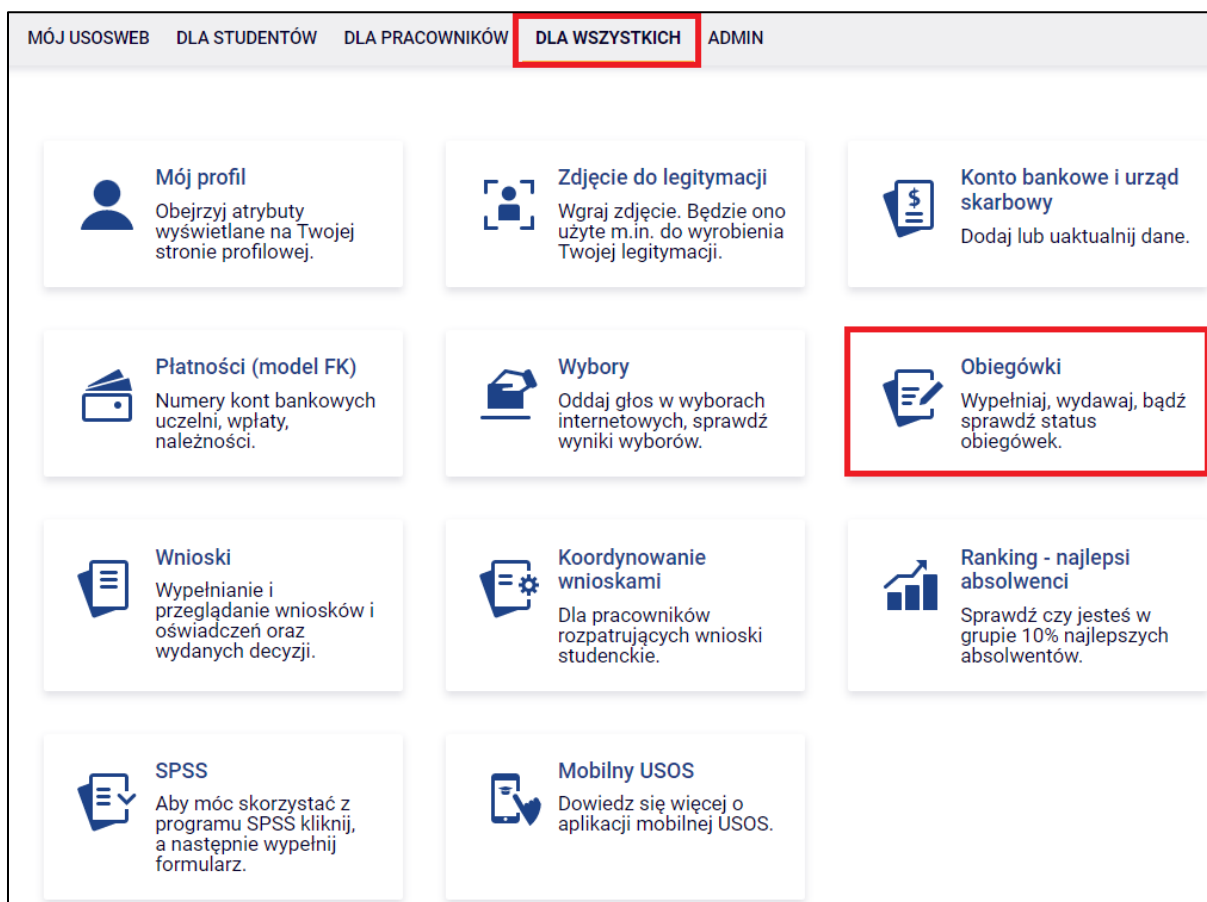 MÓJ USOSWEB DLA STUDENTÓW DLA PRACOWNIKÓW DLA WSZYSTKICH ADMIN
Mój profil
Obejrzyj atrybuty
wyświetlane na Twojej
stronie profilowej.
Zdjęcie do legitymacji
Wgraj zdjęcie. Będzie ono
użyte m.in. do wyrobienia
Twojej legitymacji.
Konto bankowe i urząd
skarbowy
Dodaj lub uaktualnij dane.
Płatności (model FK)
Numery kont bankowych
uczelni, wpłaty,
należności.
Wybory
Oddaj głos w wyborach
internetowych, sprawdź
wyniki wyborów.
Obiegówki
Wypełniaj, wydawaj, bądź
sprawdź status
obiegówek.
Wnioski
Wypełnianie i
przeglądanie wniosków i
oświadczeń oraz
wydanych decyzji.
Koordynowanie
wnioskami
Dla pracowników
rozpatrujących wnioski
studenckie.
Ranking - najlepsi
absolwenci
Sprawdź czy jesteś w
grupie 10% najlepszych
absolwentów.
SPSS
Aby móc skorzystać z
programu SPSS kliknij,
a następnie wypełnij
formularz.
Mobilny USOS
Dowiedz się więcej o
aplikacji mobilnej USOS.